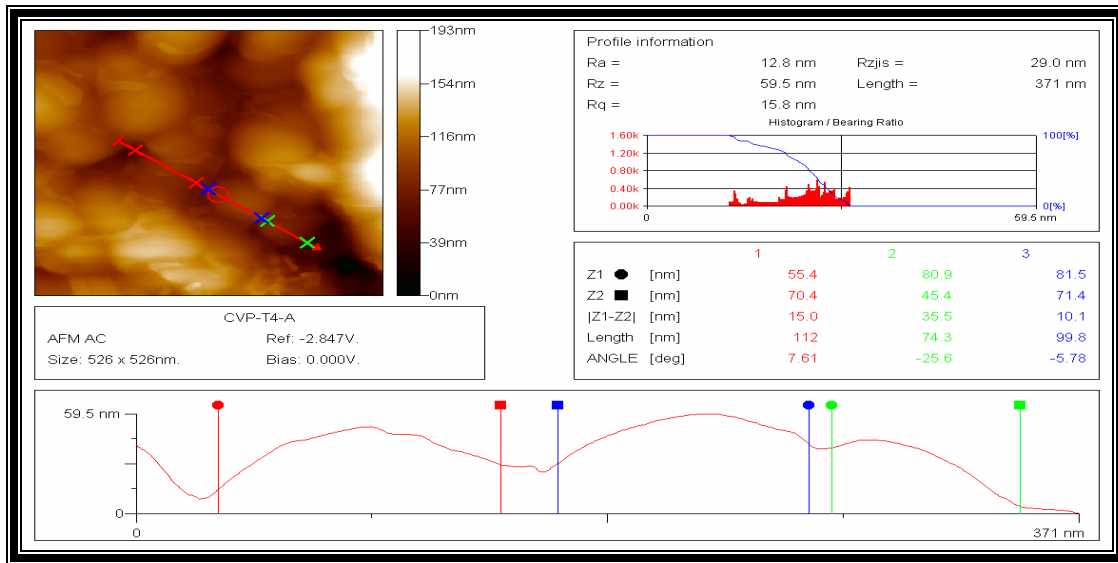 193nm
154nm
116nm
77nm
39nm
0nm
CVP-T4-A
AFM AC Ref: -2.847V.
Size: 526 x 526nm. Bias: 0.000V.
Profile information
Ra = 12.8 nm Rzjis = 29.0 nm
Rz = 59.5 nm Length = 371 nm
Rq = 15.8 nm
Histogram / Bearing Ratio
1.60k 100[%]
1.20k
0.80k
0.40k
0.00k 0[%]
0 59.5 nm
1 2 3
Z1 [nm] 55.4 80.9 81.5
Z2 [nm] 70.4 45.4 71.4
|Z1-Z2| [nm] 15.0 35.5 10.1
Length [nm] 112 74.3 99.8
ANGLE [deg] 7.61 -25.6 -5.78
59.5 nm
0
0 371 nm